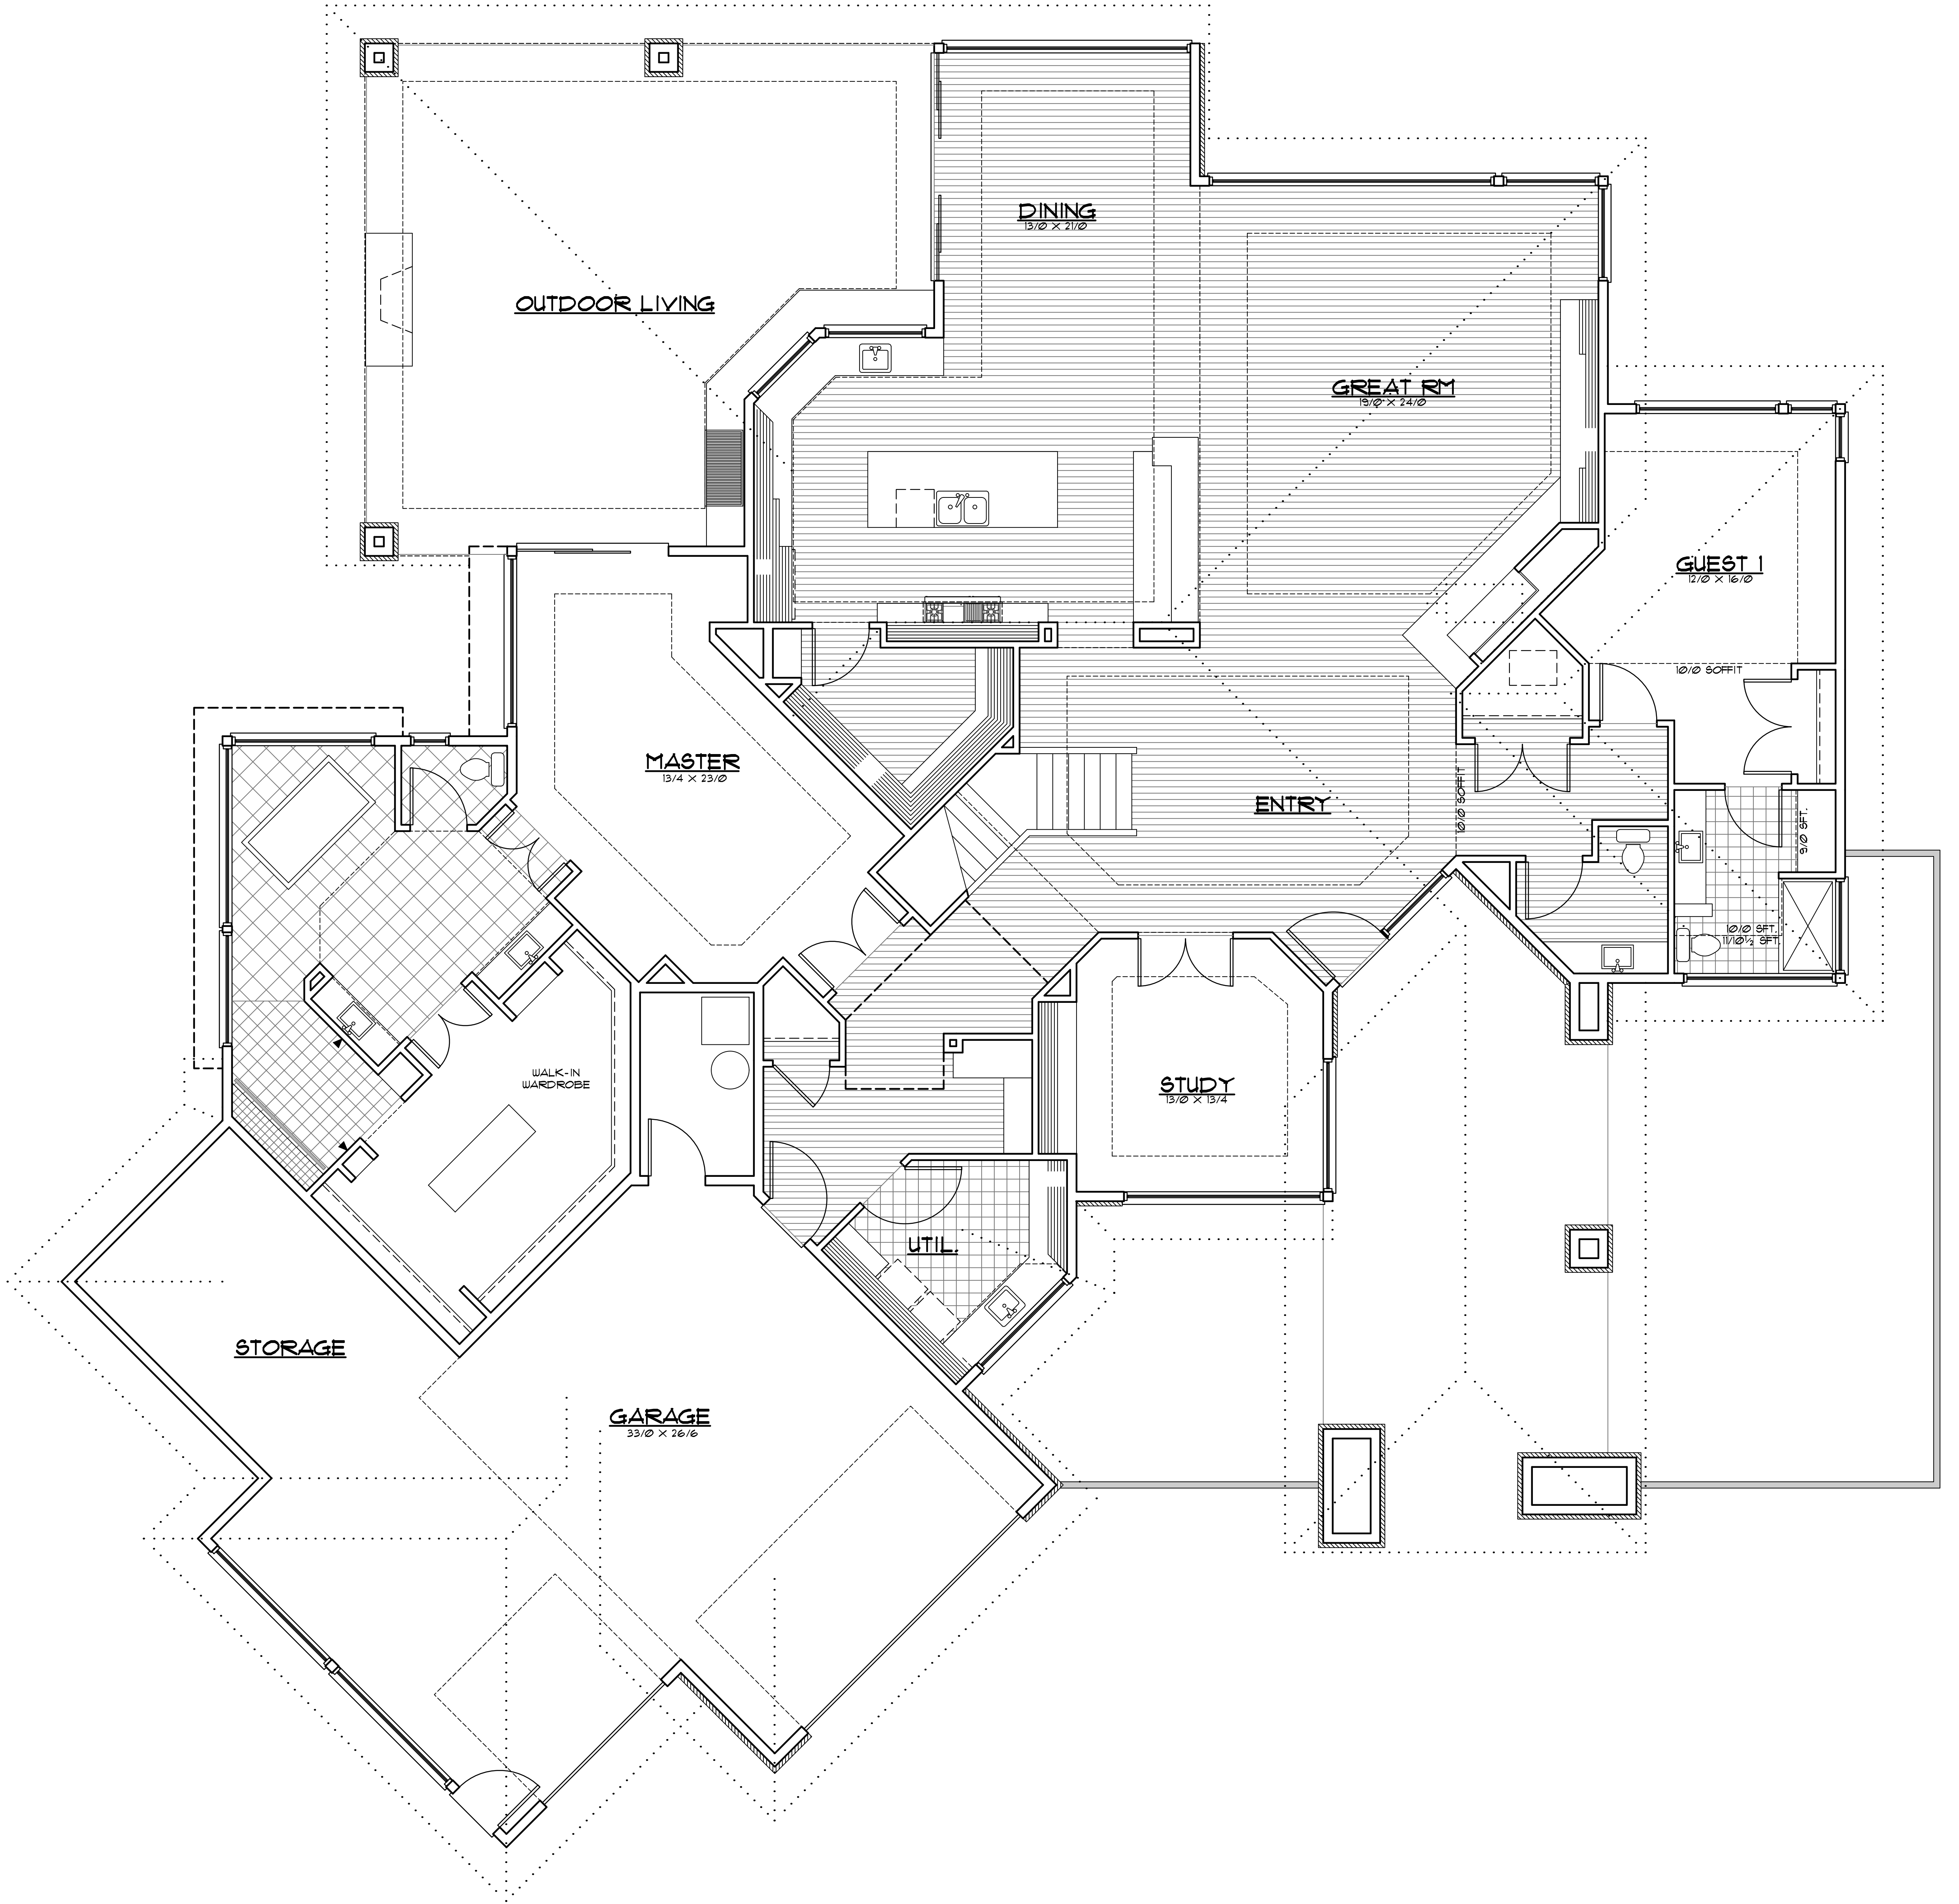 DINING
13/0 X 21/0
OUTDOOR LIVING
GREAT RM
19/0 X 24/0
GUEST 1
12/0 X 16/0
10/0 SOFFIT
MASTER
13/4 X 23/0
ENTRY
10/0 SOFFIT
9/0 SFT.
10/0 SFT.
11/10½ SFT.
WALK-IN
WARDROBE
STUDY
13/0 X 13/4
UTIL.
STORAGE
GARAGE
33/0 X 26/6